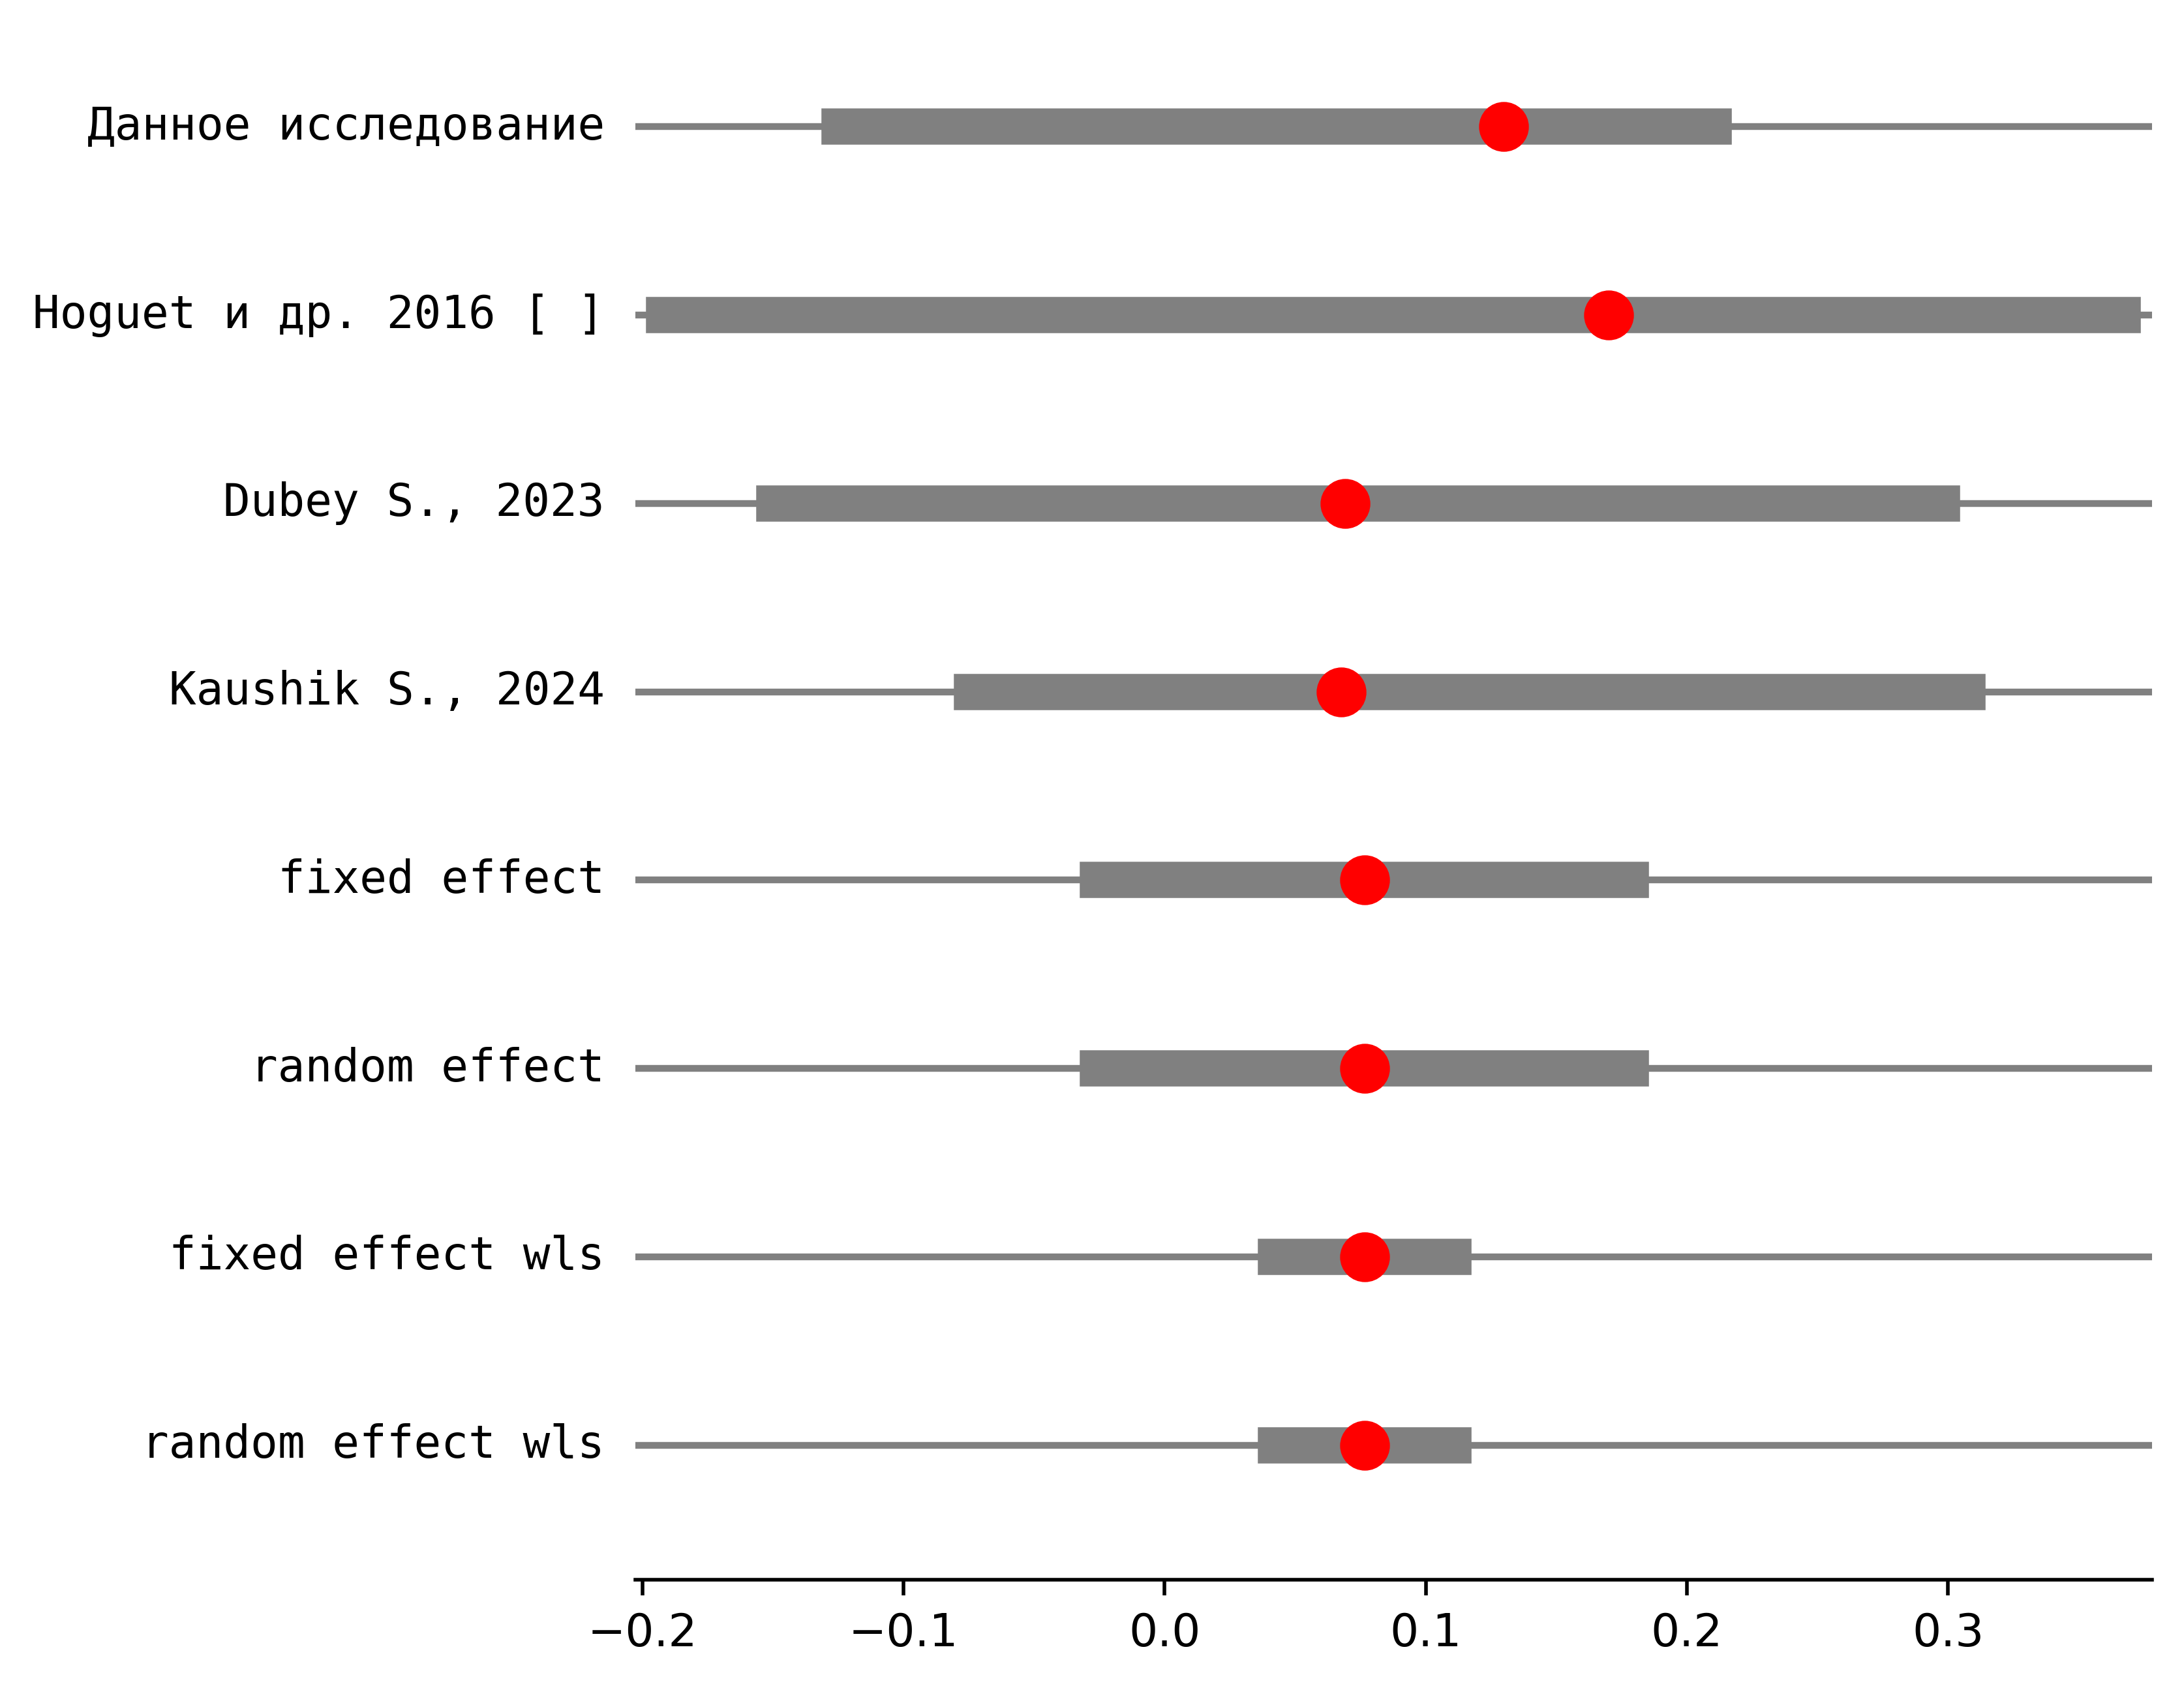 Данное исследование
Hoguet и др. 2016 [ ]
Dubey S., 2023
Kaushik S., 2024
fixed effect
random effect
fixed effect wls
random effect wls
−0.2 −0.1 0.0 0.1 0.2 0.3